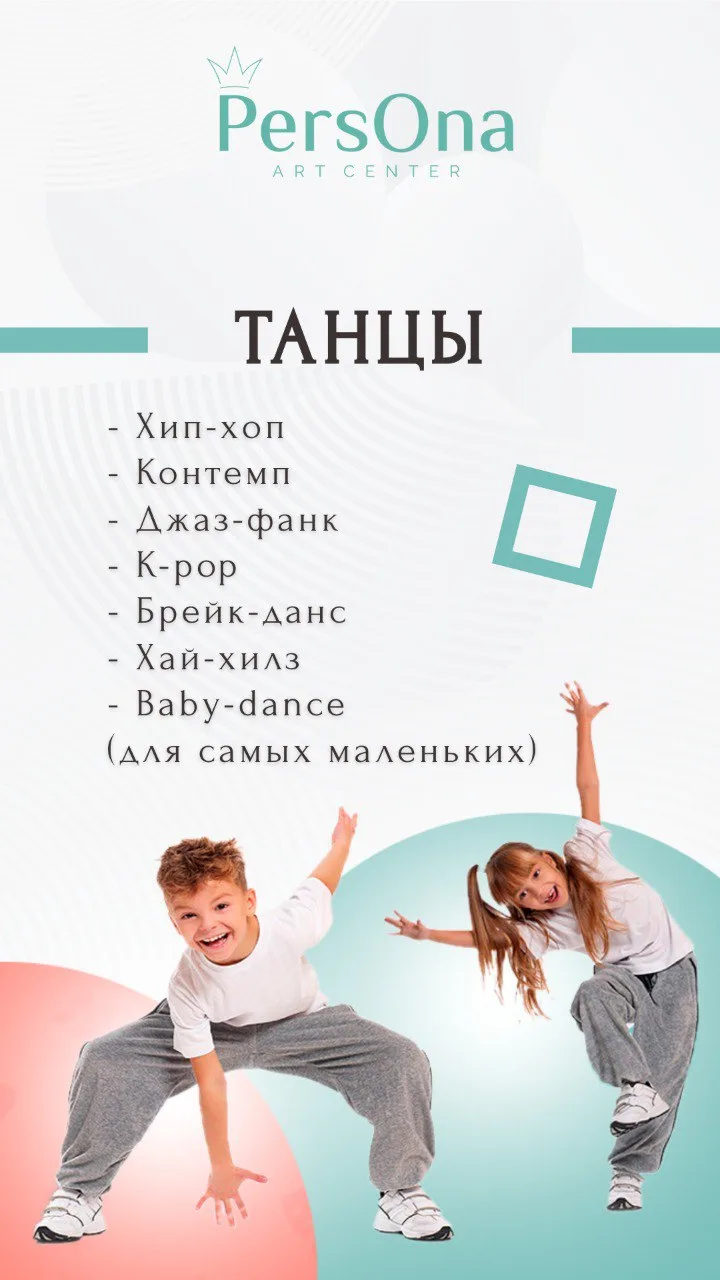 PersOna
ART CENTER
ТАНЦЫ
- Хип-хоп
- Контемп
- Джаз-фанк
- K-pop
- Брейк-данс
- Хай-хилз
- Baby-dance
(для самых маленьких)